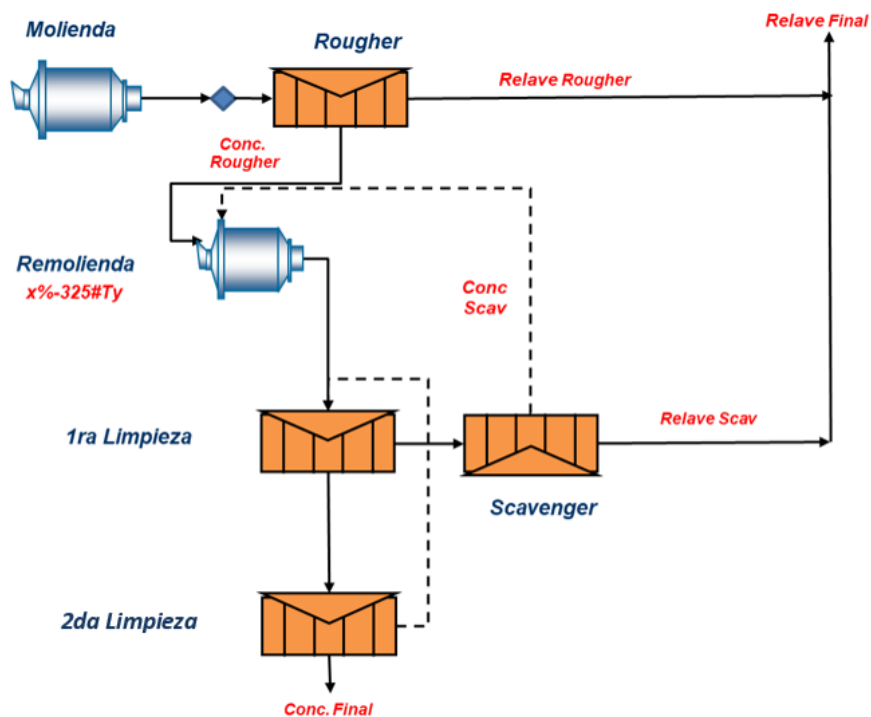 Molienda
Rougher
Relave Final
Relave Rougher
Conc.
Rougher
Remolienda
x%-325#Ty
Conc
Scav
1ra Limpieza
Relave Scav
Scavenger
2da Limpieza
Conc. Final